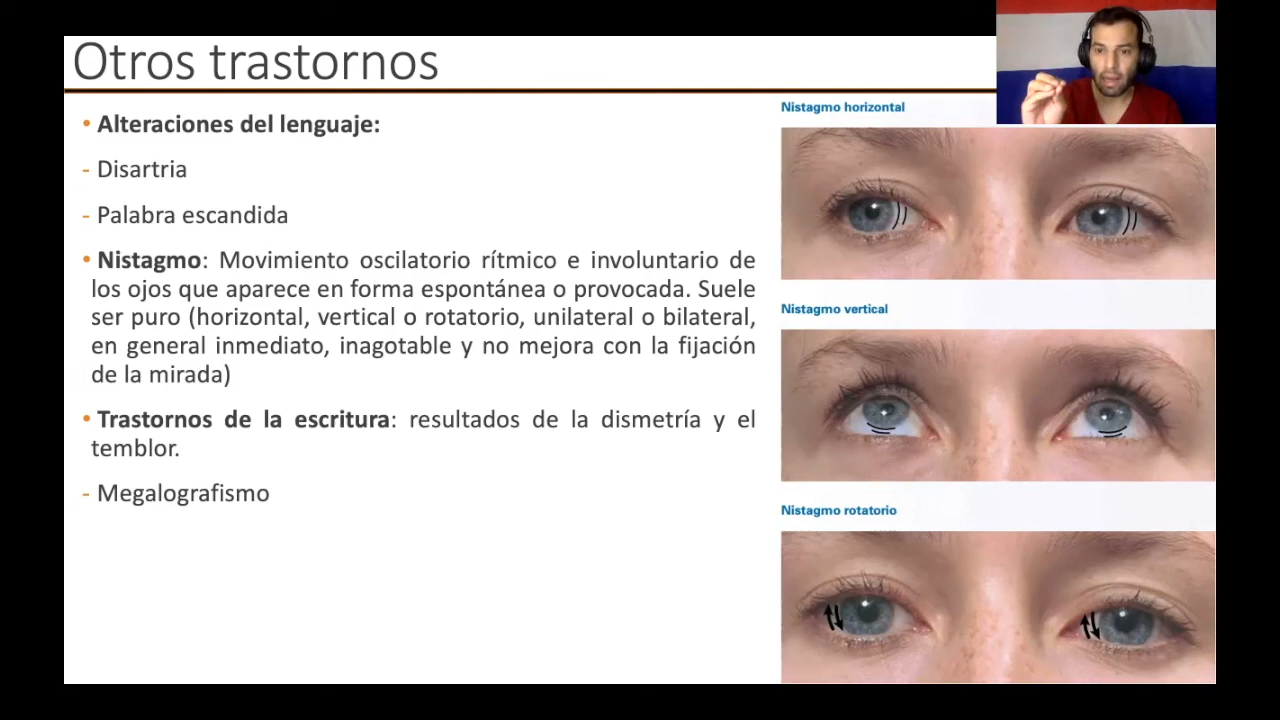 Otros trastornos
• Alteraciones del lenguaje:
- Disartria
- Palabra escandida
• Nistagmo: Movimiento oscilatorio rítmico e involuntario de
los ojos que aparece en forma espontánea o provocada. Suele
ser puro (horizontal, vertical o rotatorio, unilateral o bilateral,
en general inmediato, inagotable y no mejora con la fijación
de la mirada)
• Trastornos de la escritura: resultados de la dismetría y el
temblor.
- Megalografismo
Nistagmo horizontal
Nistagmo vertical
Nistagmo rotatorio